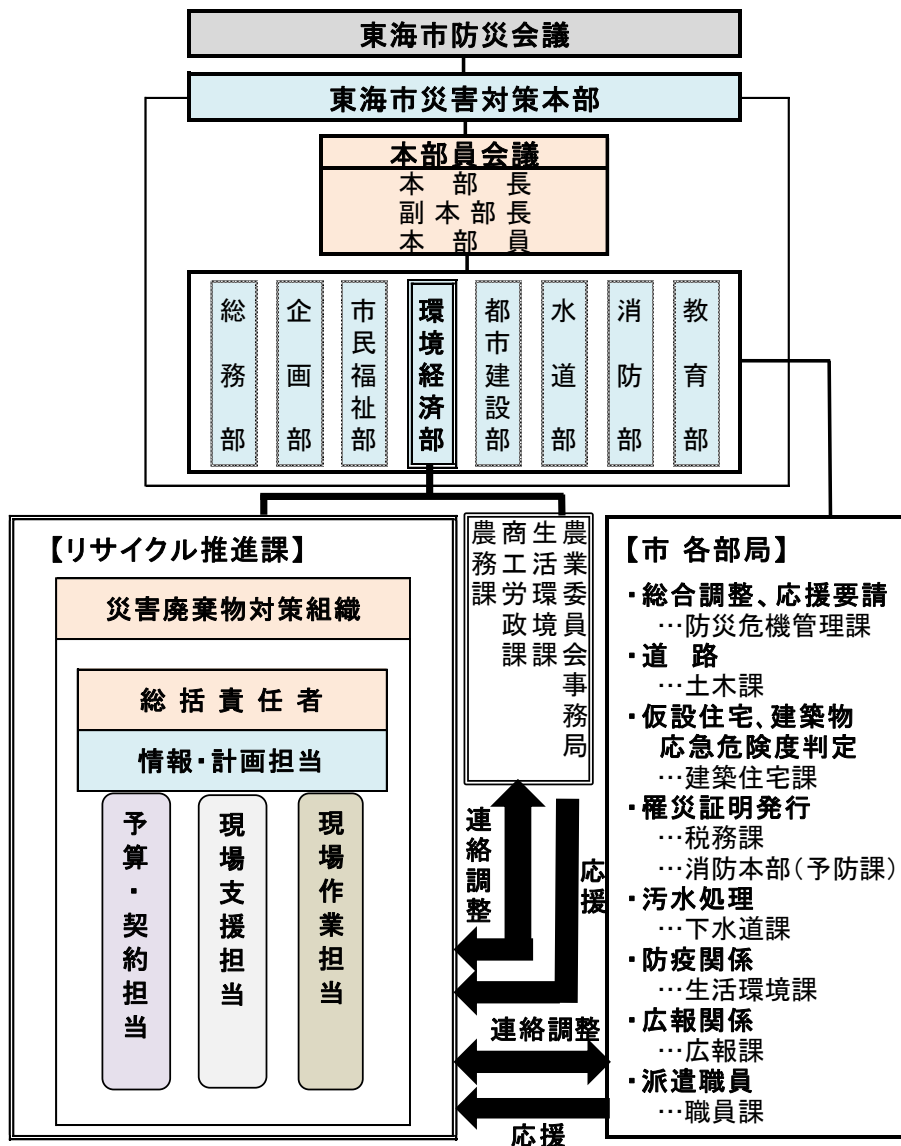 東海市防災会議
東海市災害対策本部
本部員会議
本部長
副本部長
本部員
総務部
企画部
市民福祉部
環境経済部
都市建設部
水道部
消防部
教育部
【リサイクル推進課】
災害廃棄物対策組織
総括責任者
情報・計画担当
予算・契約担当
現場支援担当
現場作業担当
農業委員会事務局
生活環境課
商工労政課
農務課
連絡調整
応援
連絡調整
応援
【市 各部局】
・総合調整、応援要請
…防災危機管理課
・道 路
…土木課
・仮設住宅、建築物
応急危険度判定
…建築住宅課
・罹災証明発行
…税務課
…消防本部(予防課)
・汚水処理
…下水道課
・防疫関係
…生活環境課
・広報関係
…広報課
・派遣職員
…職員課